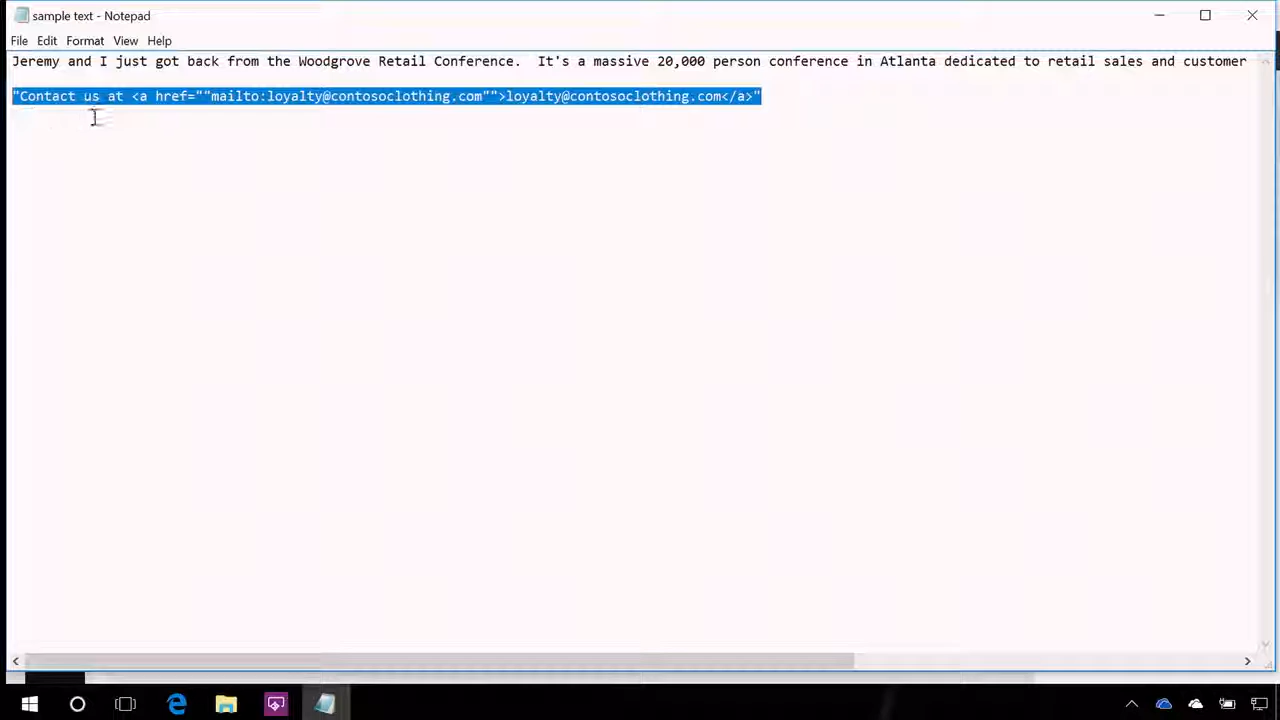 sample text - Notepad
File Edit Format View Help
Jeremy and I just got back from the Woodgrove Retail Conference.  It's a massive 20,000 person conference in Atlanta dedicated to retail sales and customer
"Contact us at <a href=""mailto:loyalty@contosoclothing.com"">loyalty@contosoclothing.com</a>"